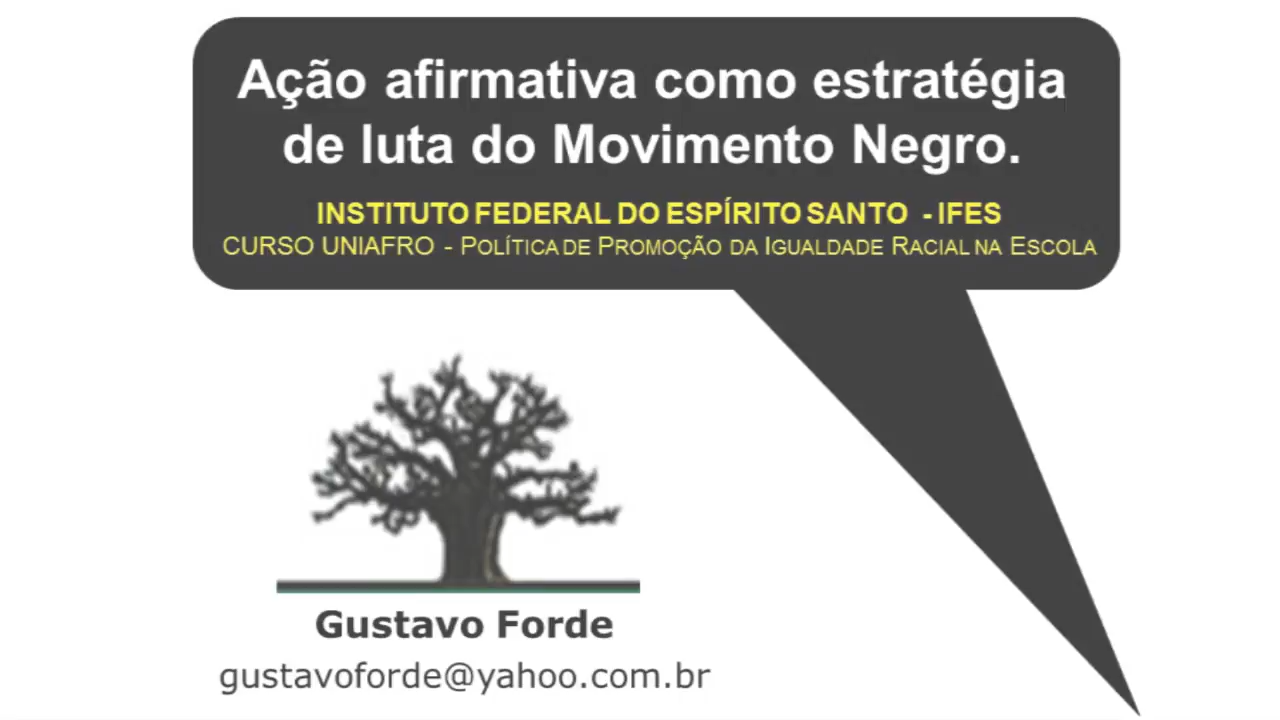 Ação afirmativa como estratégia
de luta do Movimento Negro.
INSTITUTO FEDERAL DO ESPÍRITO SANTO - IFES
CURSO UNIAFRO - POLÍTICA DE PROMOÇÃO DA IGUALDADE RACIAL NA ESCOLA
Gustavo Forde
gustavoforde@yahoo.com.br